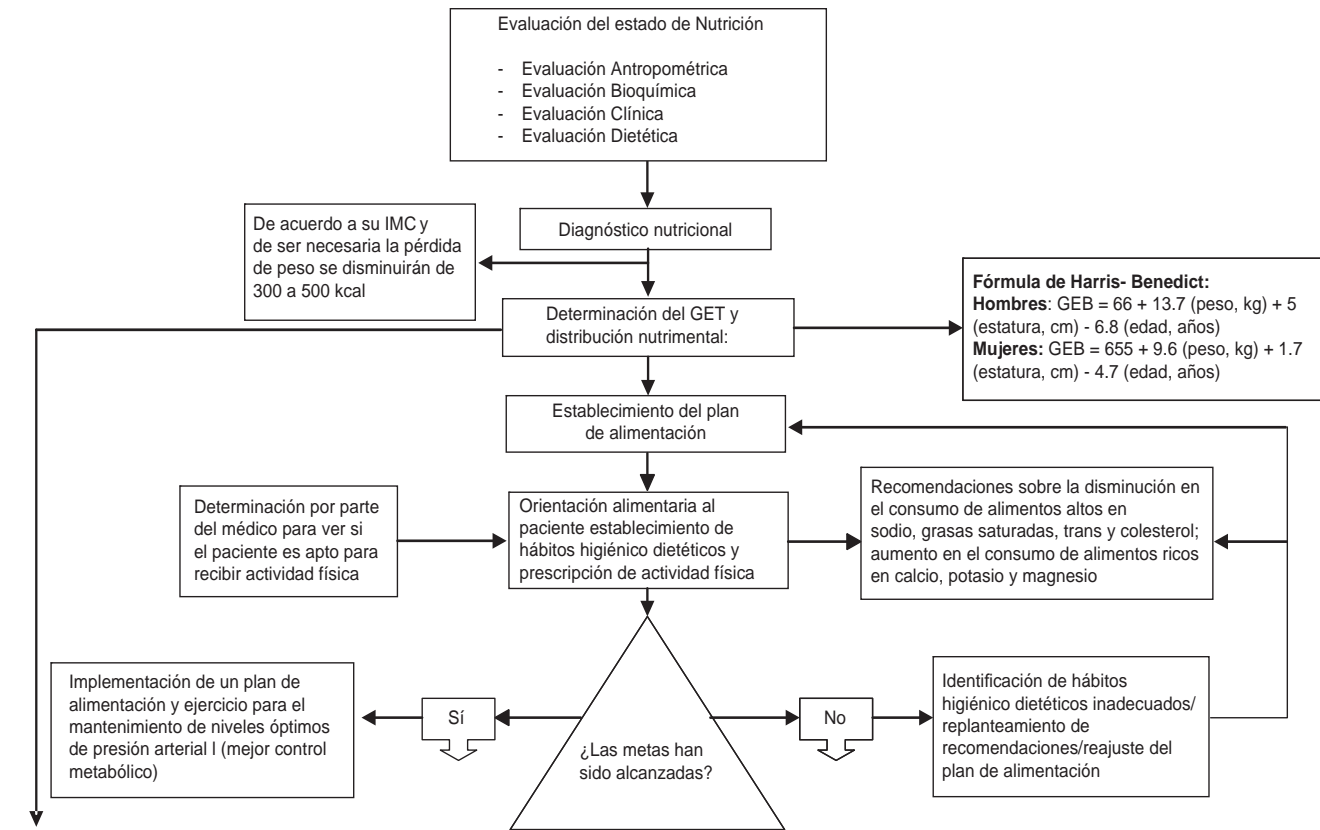 Evaluación del estado de Nutrición
- Evaluación Antropométrica
- Evaluación Bioquímica
- Evaluación Clínica
- Evaluación Dietética
De acuerdo a su IMC y
de ser necesaria la pérdida
de peso se disminuirán de
300 a 500 kcal
Diagnóstico nutricional
Determinación del GET y
distribución nutrimental:
Fórmula de Harris- Benedict:
Hombres: GEB = 66 + 13.7 (peso, kg) + 5
(estatura, cm) - 6.8 (edad, años)
Mujeres: GEB = 655 + 9.6 (peso, kg) + 1.7
(estatura, cm) - 4.7 (edad, años)
Establecimiento del plan
de alimentación
Determinación por parte
del médico para ver si
el paciente es apto para
recibir actividad física
Orientación alimentaria al
paciente establecimiento de
hábitos higiénico dietéticos y
prescripción de actividad física
Recomendaciones sobre la disminución en
el consumo de alimentos altos en
sodio, grasas saturadas, trans y colesterol;
aumento en el consumo de alimentos ricos
en calcio, potasio y magnesio
Implementación de un plan de
alimentación y ejercicio para el
mantenimiento de niveles óptimos
de presión arterial l (mejor control
metabólico)
Sí
¿Las metas han
sido alcanzadas?
No
Identificación de hábitos
higiénico dietéticos inadecuados/
replanteamiento de
recomendaciones/reajuste del
plan de alimentación